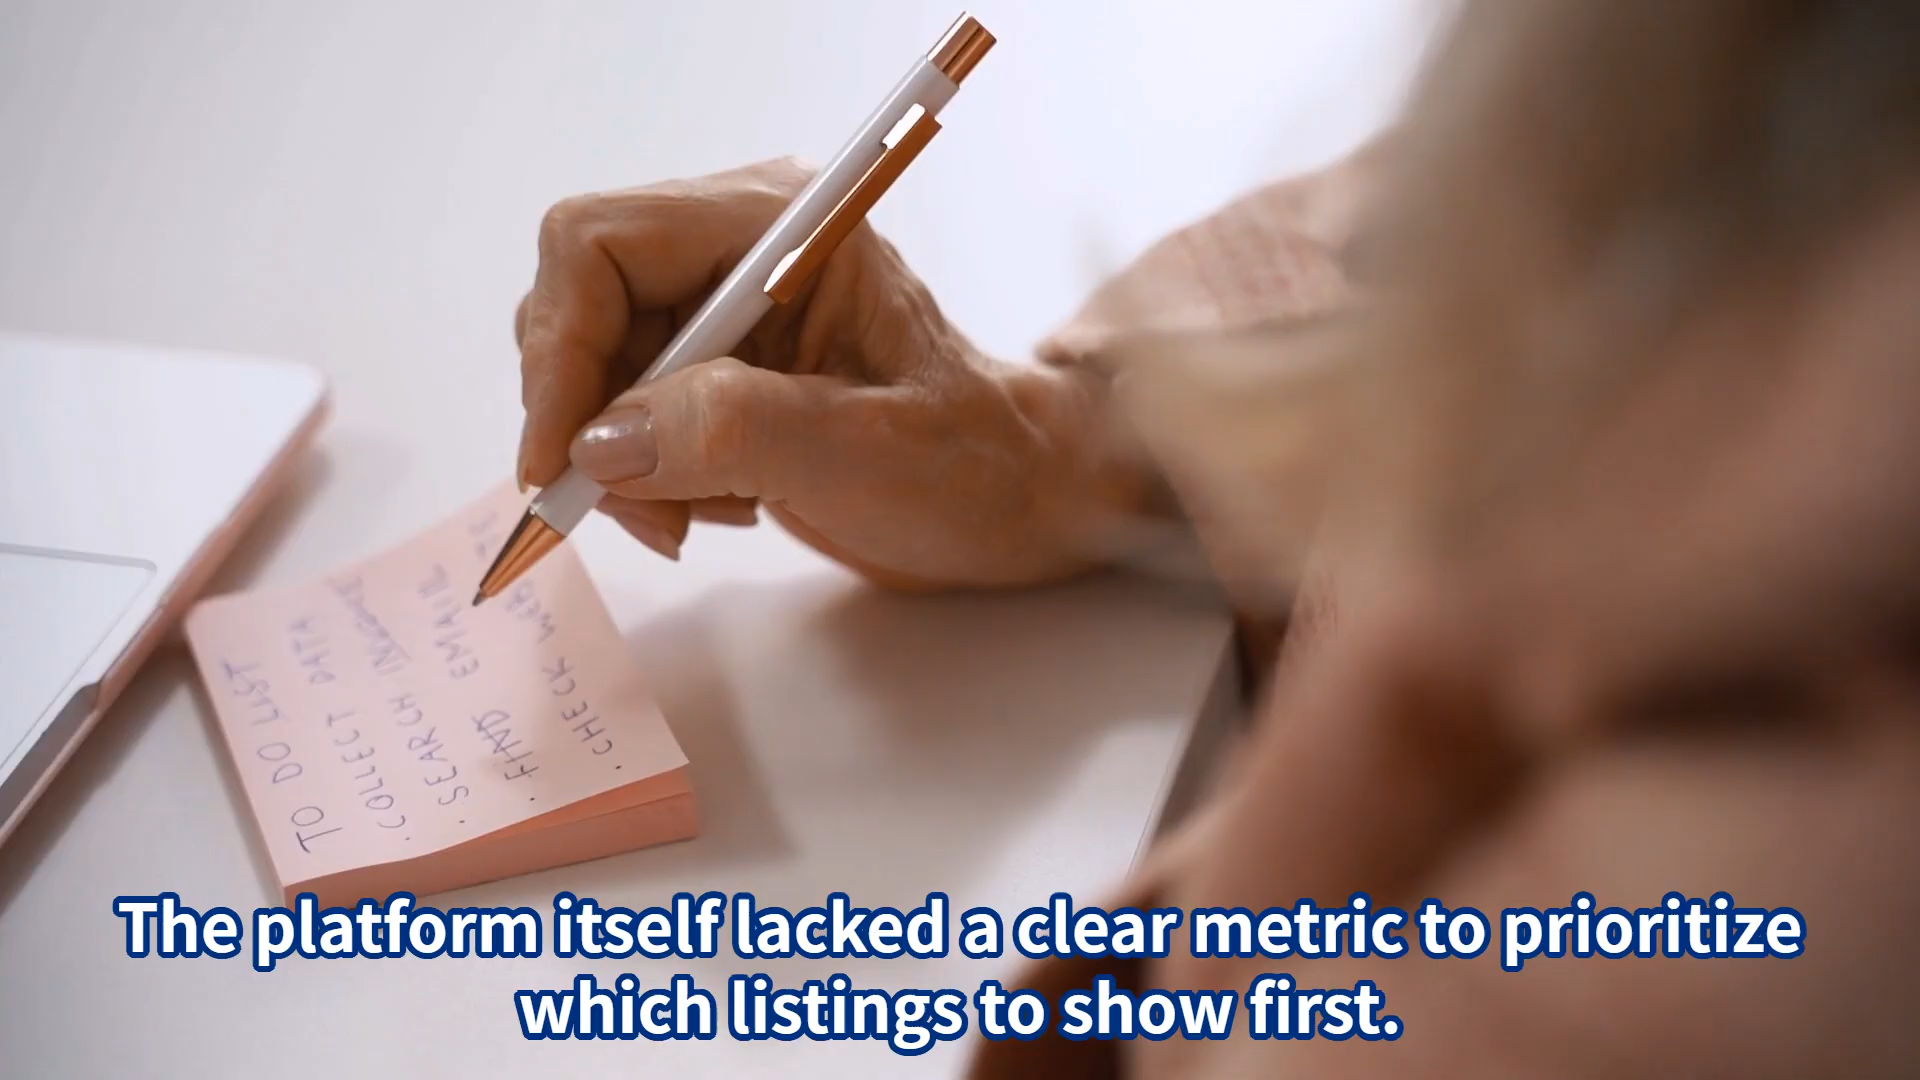 TO DO LIST
• COLLECT DATA
• SEARCH INVOICE
• FIND EMAIL
• CHECK
The platform itself lacked a clear metric to prioritize
which listings to show first.